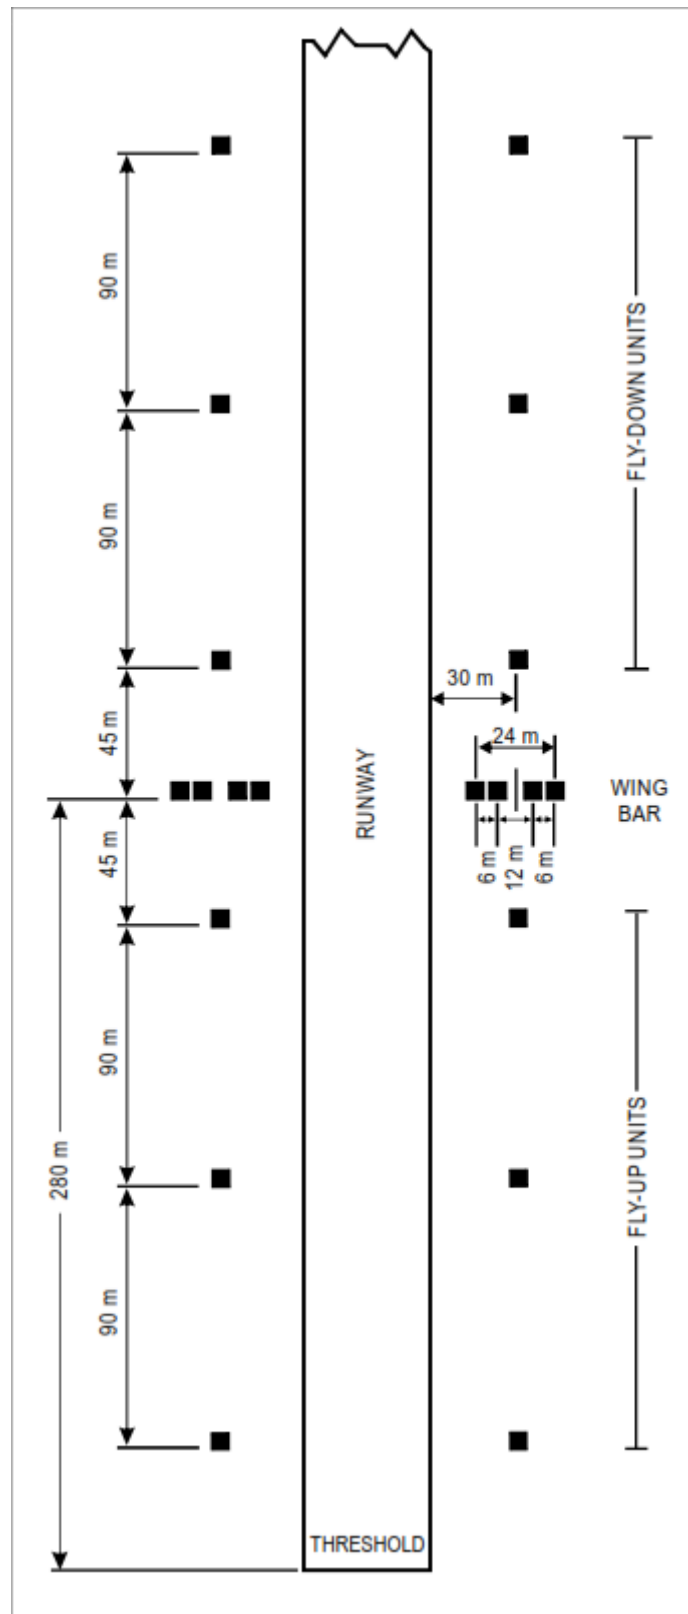 90 m
FLY-DOWN UNITS
90 m
30 m
45 m
24 m
RUNWAY
WING
BAR
45 m
6 m
12 m
6 m
90 m
FLY-UP UNITS
280 m
90 m
THRESHOLD